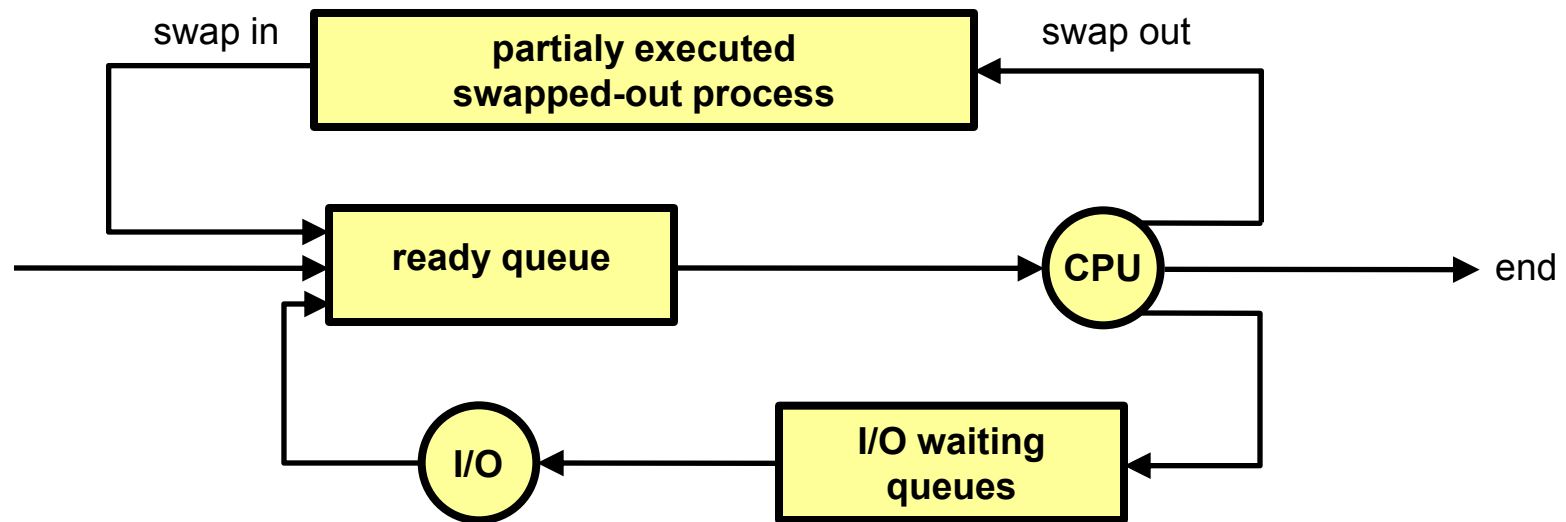 swap in
partialy executed
swapped-out process
swap out
ready queue
CPU
end
I/O
I/O waiting
queues